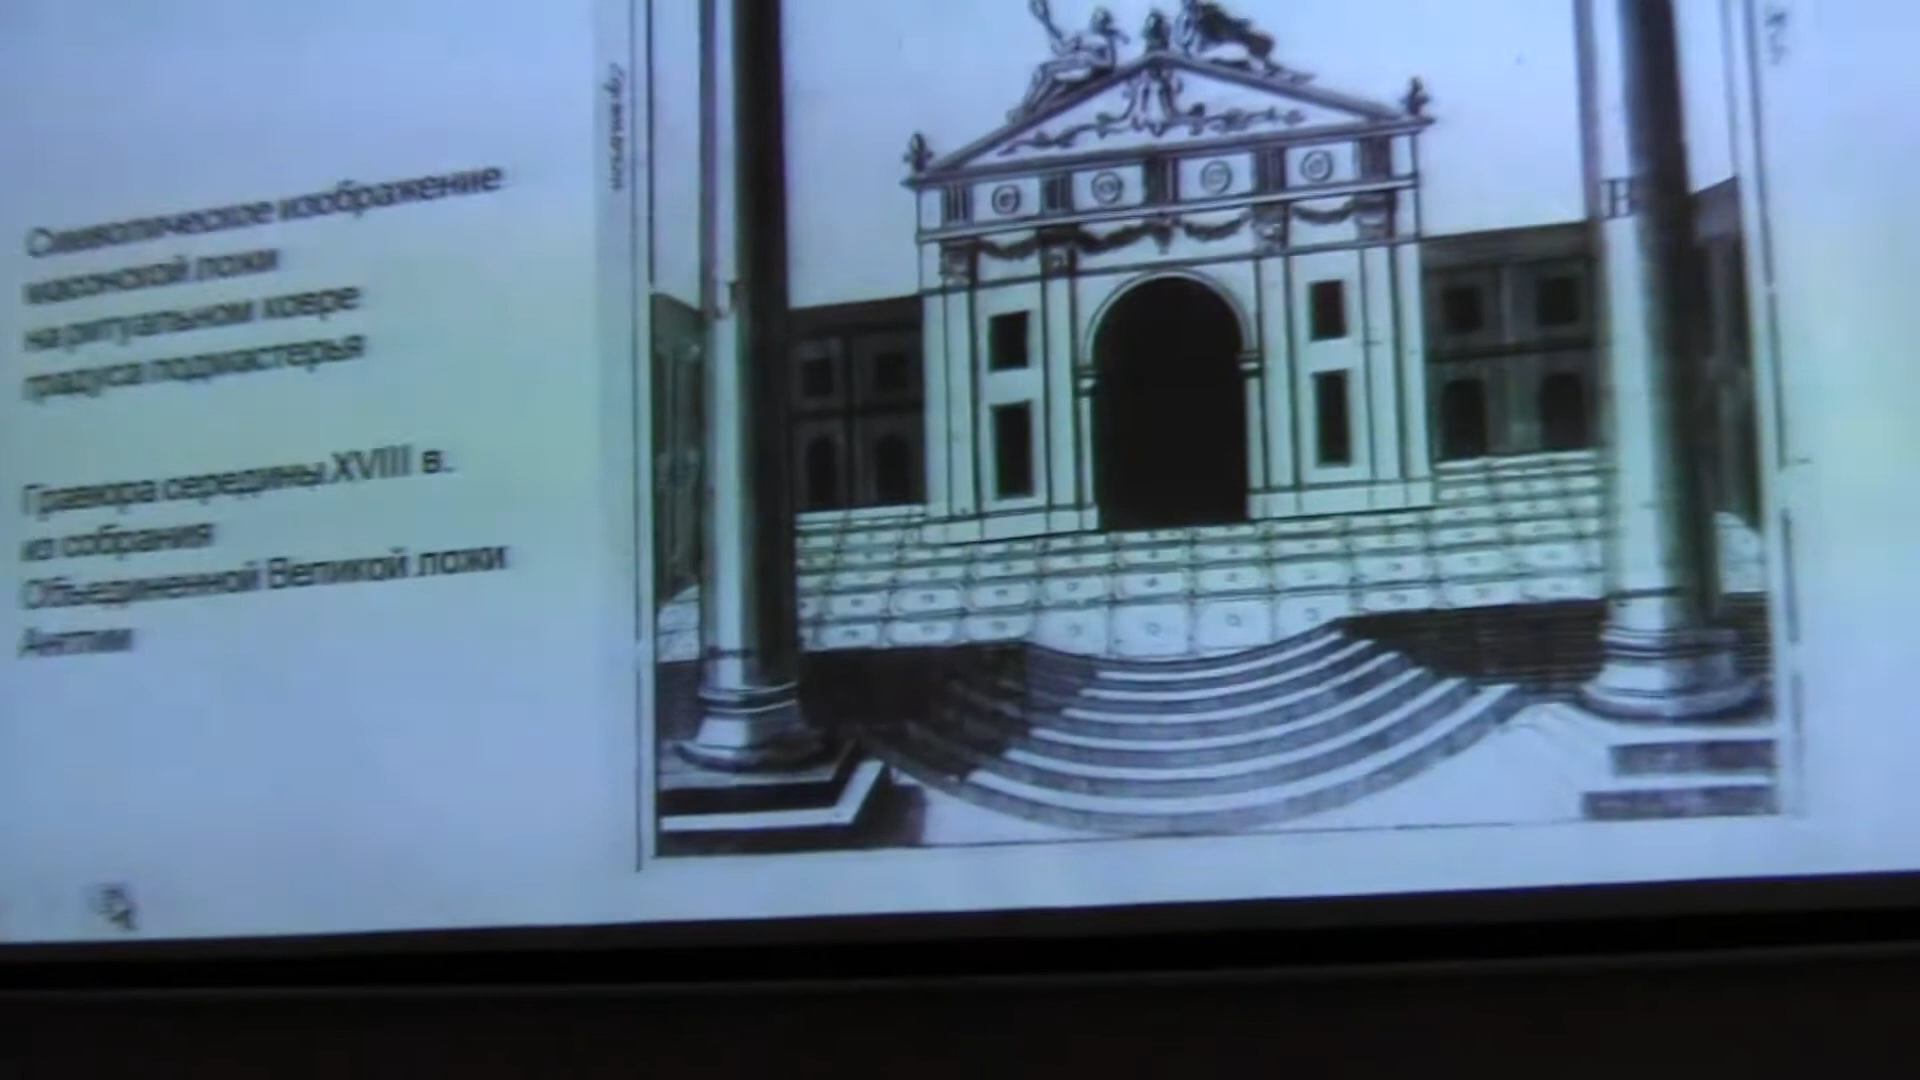 Символическое изображение
масонской ложи
на ритуальном ковре
градуса подмастерья
Гравюра середины XVIII в.
из собрания
Объединенной Великой ложи
Англии
J
B